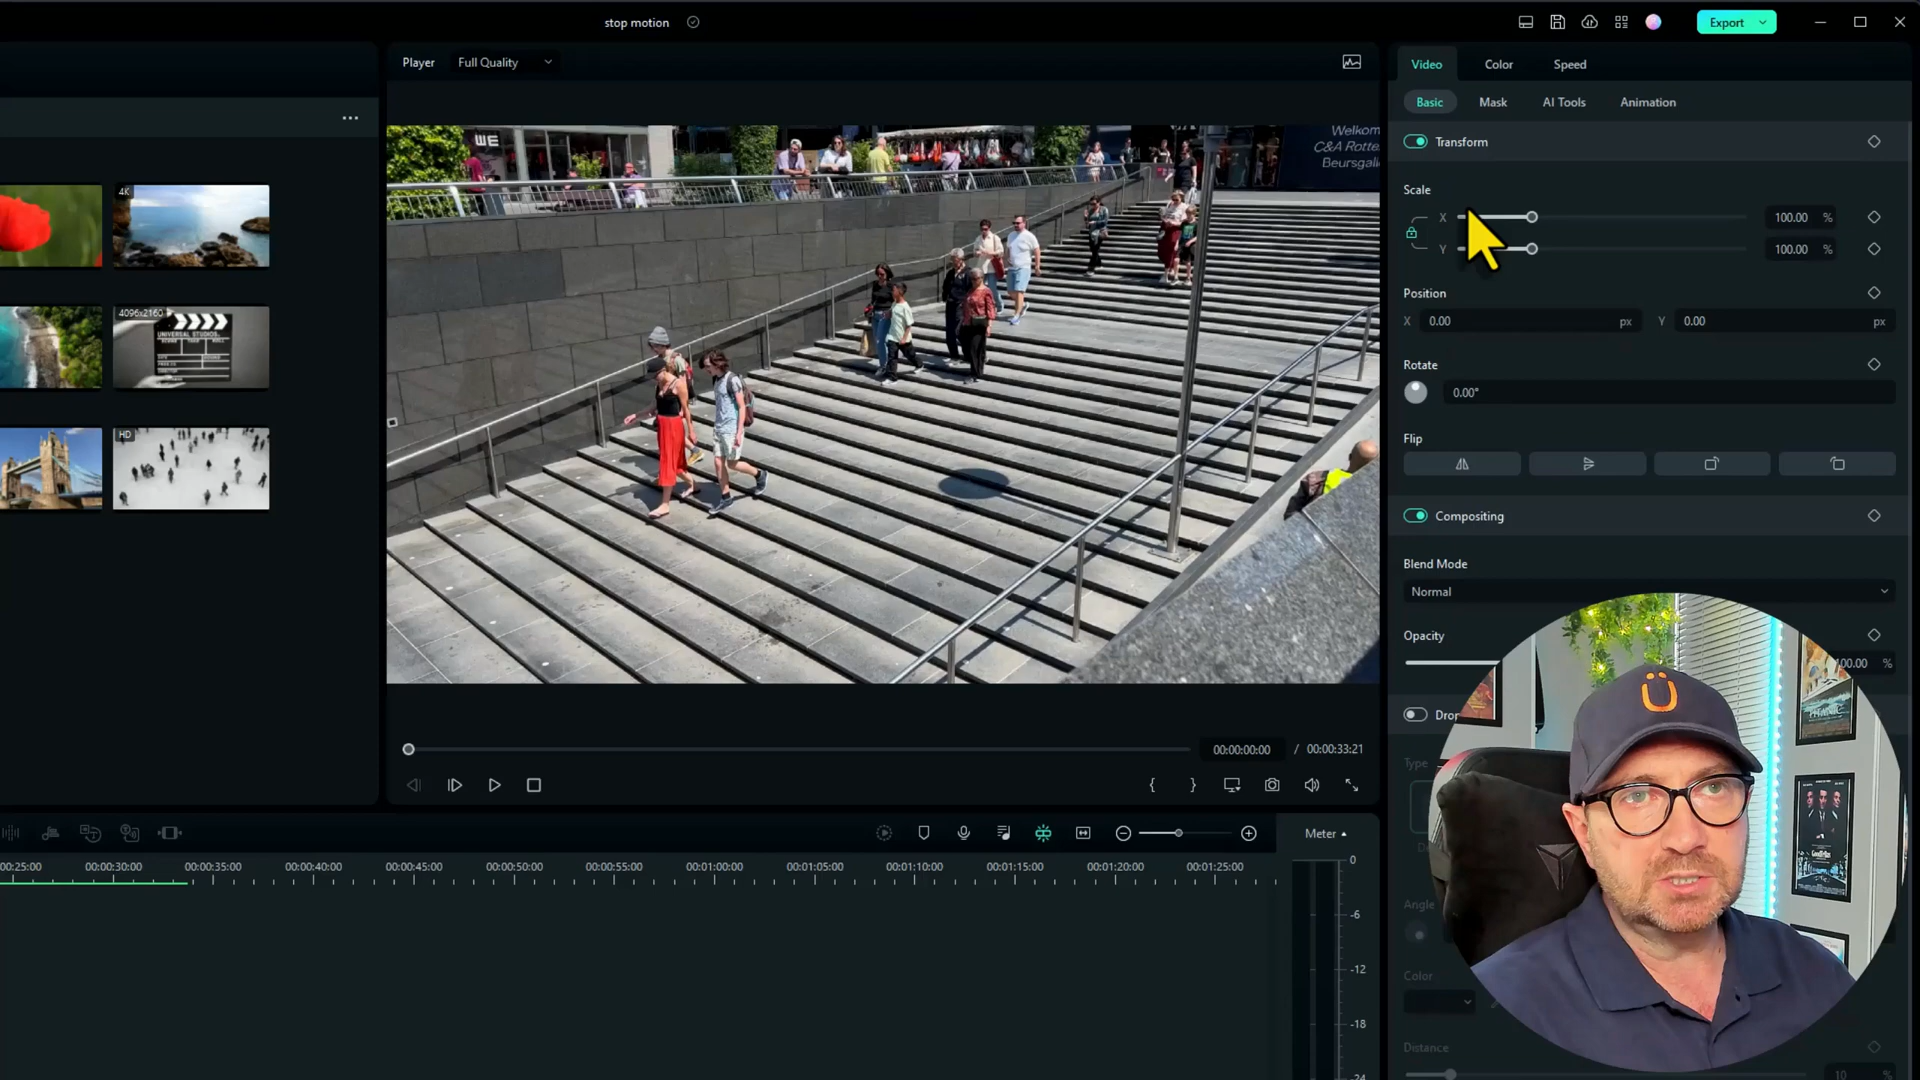 stop motion
Export
Player
Full Quality
Video
Color
Speed
Basic
Mask
AI Tools
Animation
Transform
Scale
X
100.00
%
Y
100.00
%
Position
X
0.00
px
Y
0.00
px
Rotate
0.00°
Flip
Compositing
Blend Mode
Normal
Opacity
100.00
%
Type
Angle
Color
Distance
10
%
4K
4096x2160
UNIVERSAL STUDIOS
HD
WE
Welkom
C&A Rotte
Beursgal
Ü
00:00:00:00
/
00:00:33:21
Meter
00:25:00
00:00:30:00
00:00:35:00
00:00:40:00
00:00:45:00
00:00:50:00
00:00:55:00
00:01:00:00
00:01:05:00
00:01:10:00
00:01:15:00
00:01:20:00
00:01:25:00
0
-6
-12
-18
-24